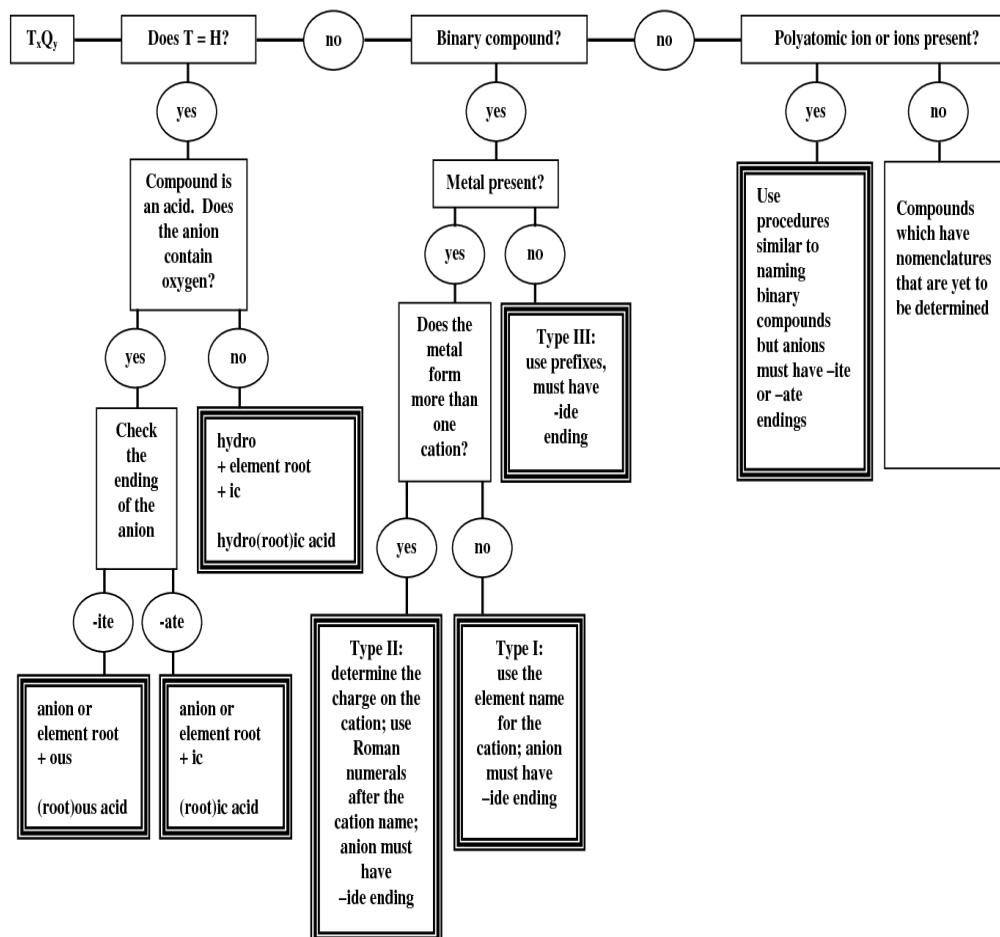 TxQy
Does T = H?
no
Binary compound?
no
Polyatomic ion or ions present?
yes
yes
yes
no
Compound is
an acid.  Does
the anion
contain
oxygen?
Metal present?
Use
procedures
similar to
naming
binary
compounds
but anions
must have –ite
or –ate
endings
Compounds
which have
nomenclatures
that are yet to
be determined
yes
no
yes
no
Does the
metal
form
more than
one
cation?
Type III:
use prefixes,
must have
-ide
ending
Check
the
ending
of the
anion
hydro
+ element root
+ ic
hydro(root)ic acid
yes
no
-ite
-ate
anion or
element root
+ ous
(root)ous acid
anion or
element root
+ ic
(root)ic acid
Type II:
determine the
charge on the
cation; use
Roman
numerals
after the
cation name;
anion must
have
–ide ending
Type I:
use the
element name
for the
cation; anion
must have
–ide ending